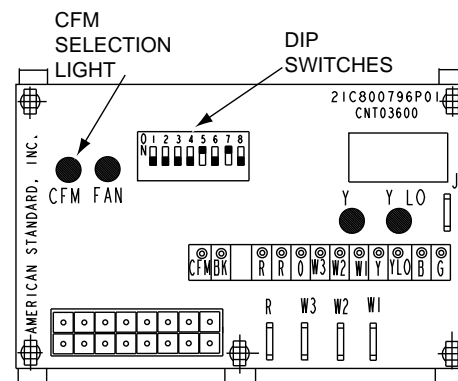 CFM
SELECTION
LIGHT
DIP
SWITCHES
21C800796P01
CNT03600
O 1 2 3 4 5 6 7 8
N
CFM FAN
J
Y Y LO
AMERICAN STANDARD, INC.
CFM BK R R O W3 W2 W1 Y YLO B G
R W3 W2 W1